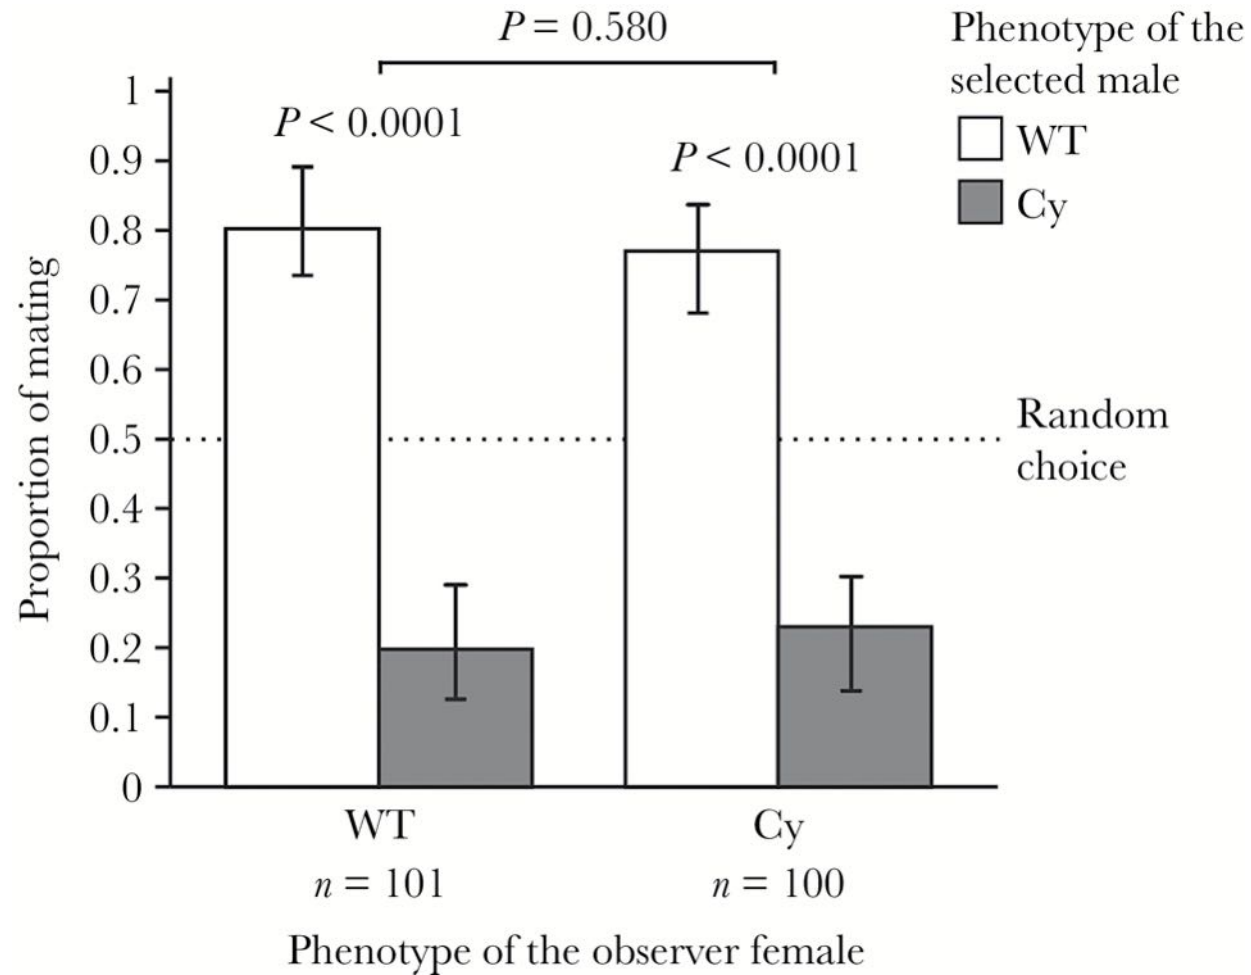 P = 0.580
Phenotype of the
selected male
WT
Cy
P < 0.0001
P < 0.0001
1
0.9
0.8
0.7
0.6
0.5
0.4
0.3
0.2
0.1
0
Proportion of mating
Random
choice
WT
Cy
n = 101
n = 100
Phenotype of the observer female